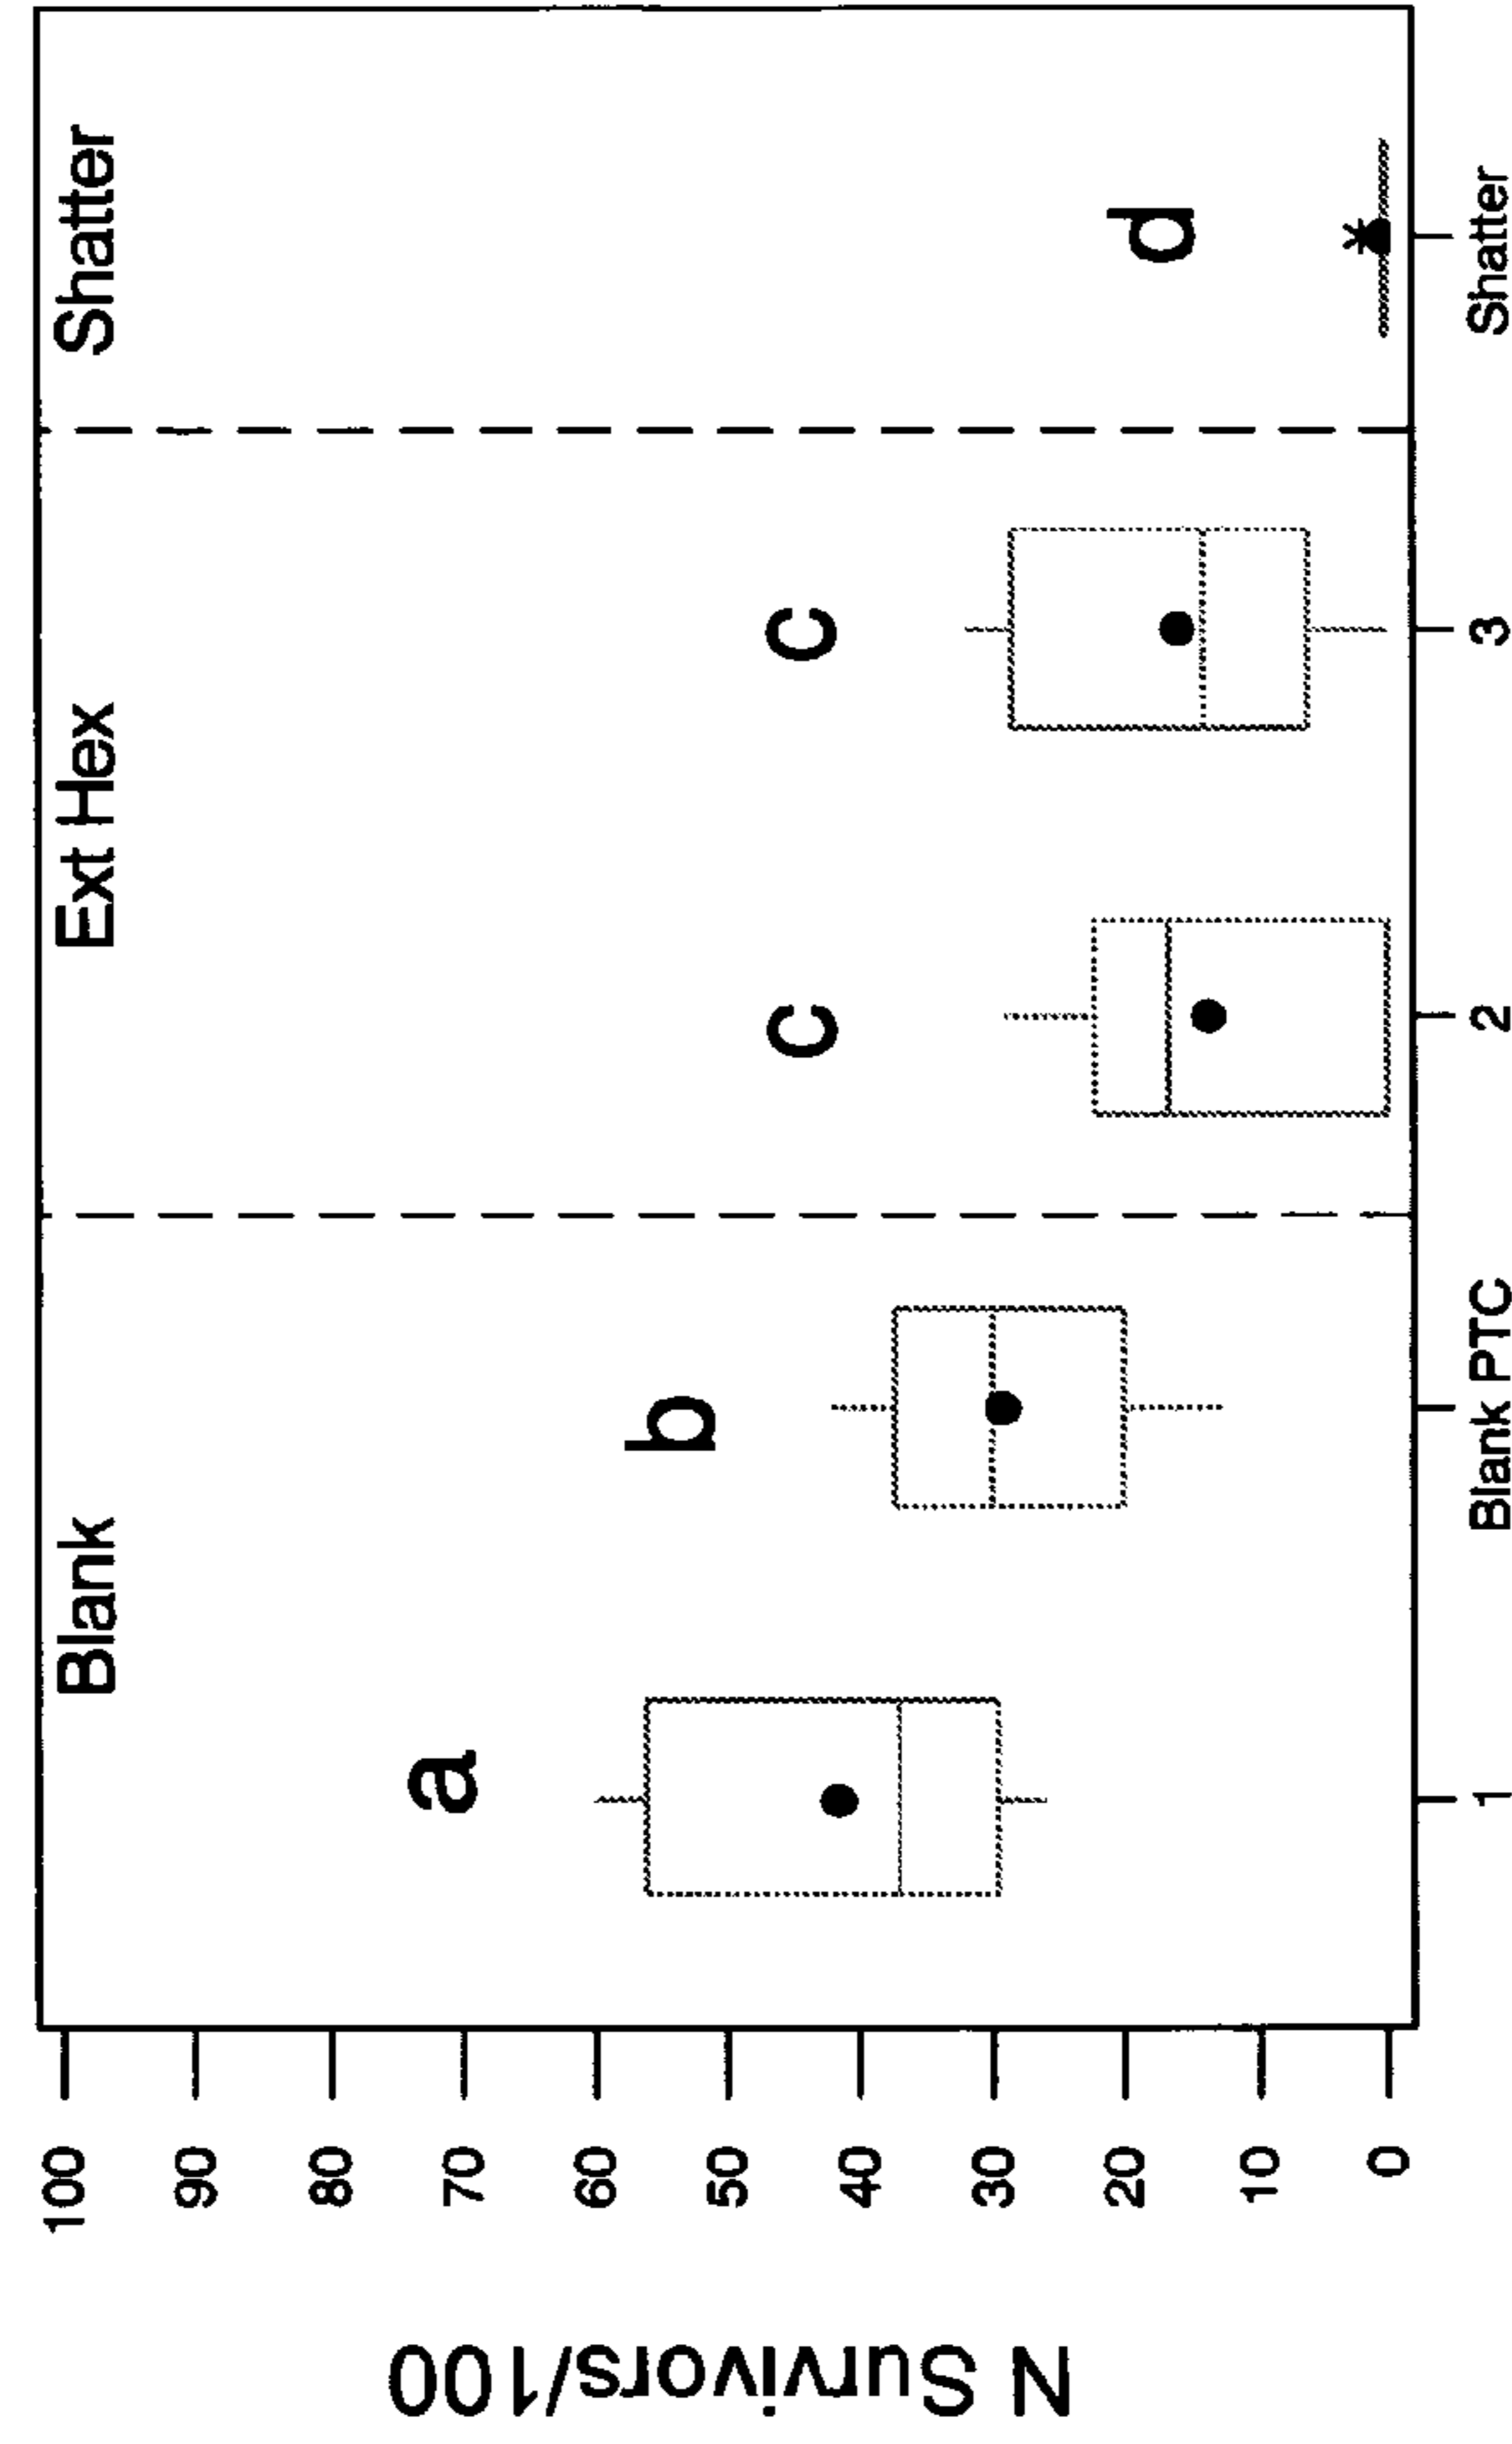 Blank
Ext Hex
Shatter
a
b
c
c
d
*
N Survivors/100
100
90
80
70
60
50
40
30
20
10
0
1
Blank PTC
2
3
Shatter